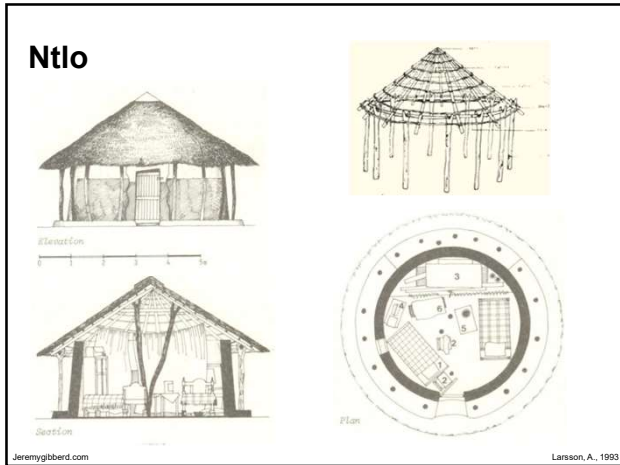 Ntlo
Elevation
0 1 2 3 4 5m
Section
3
7
4
6
5
2
1
2
Plan
Jeremygibberd.com
Larsson, A., 1993